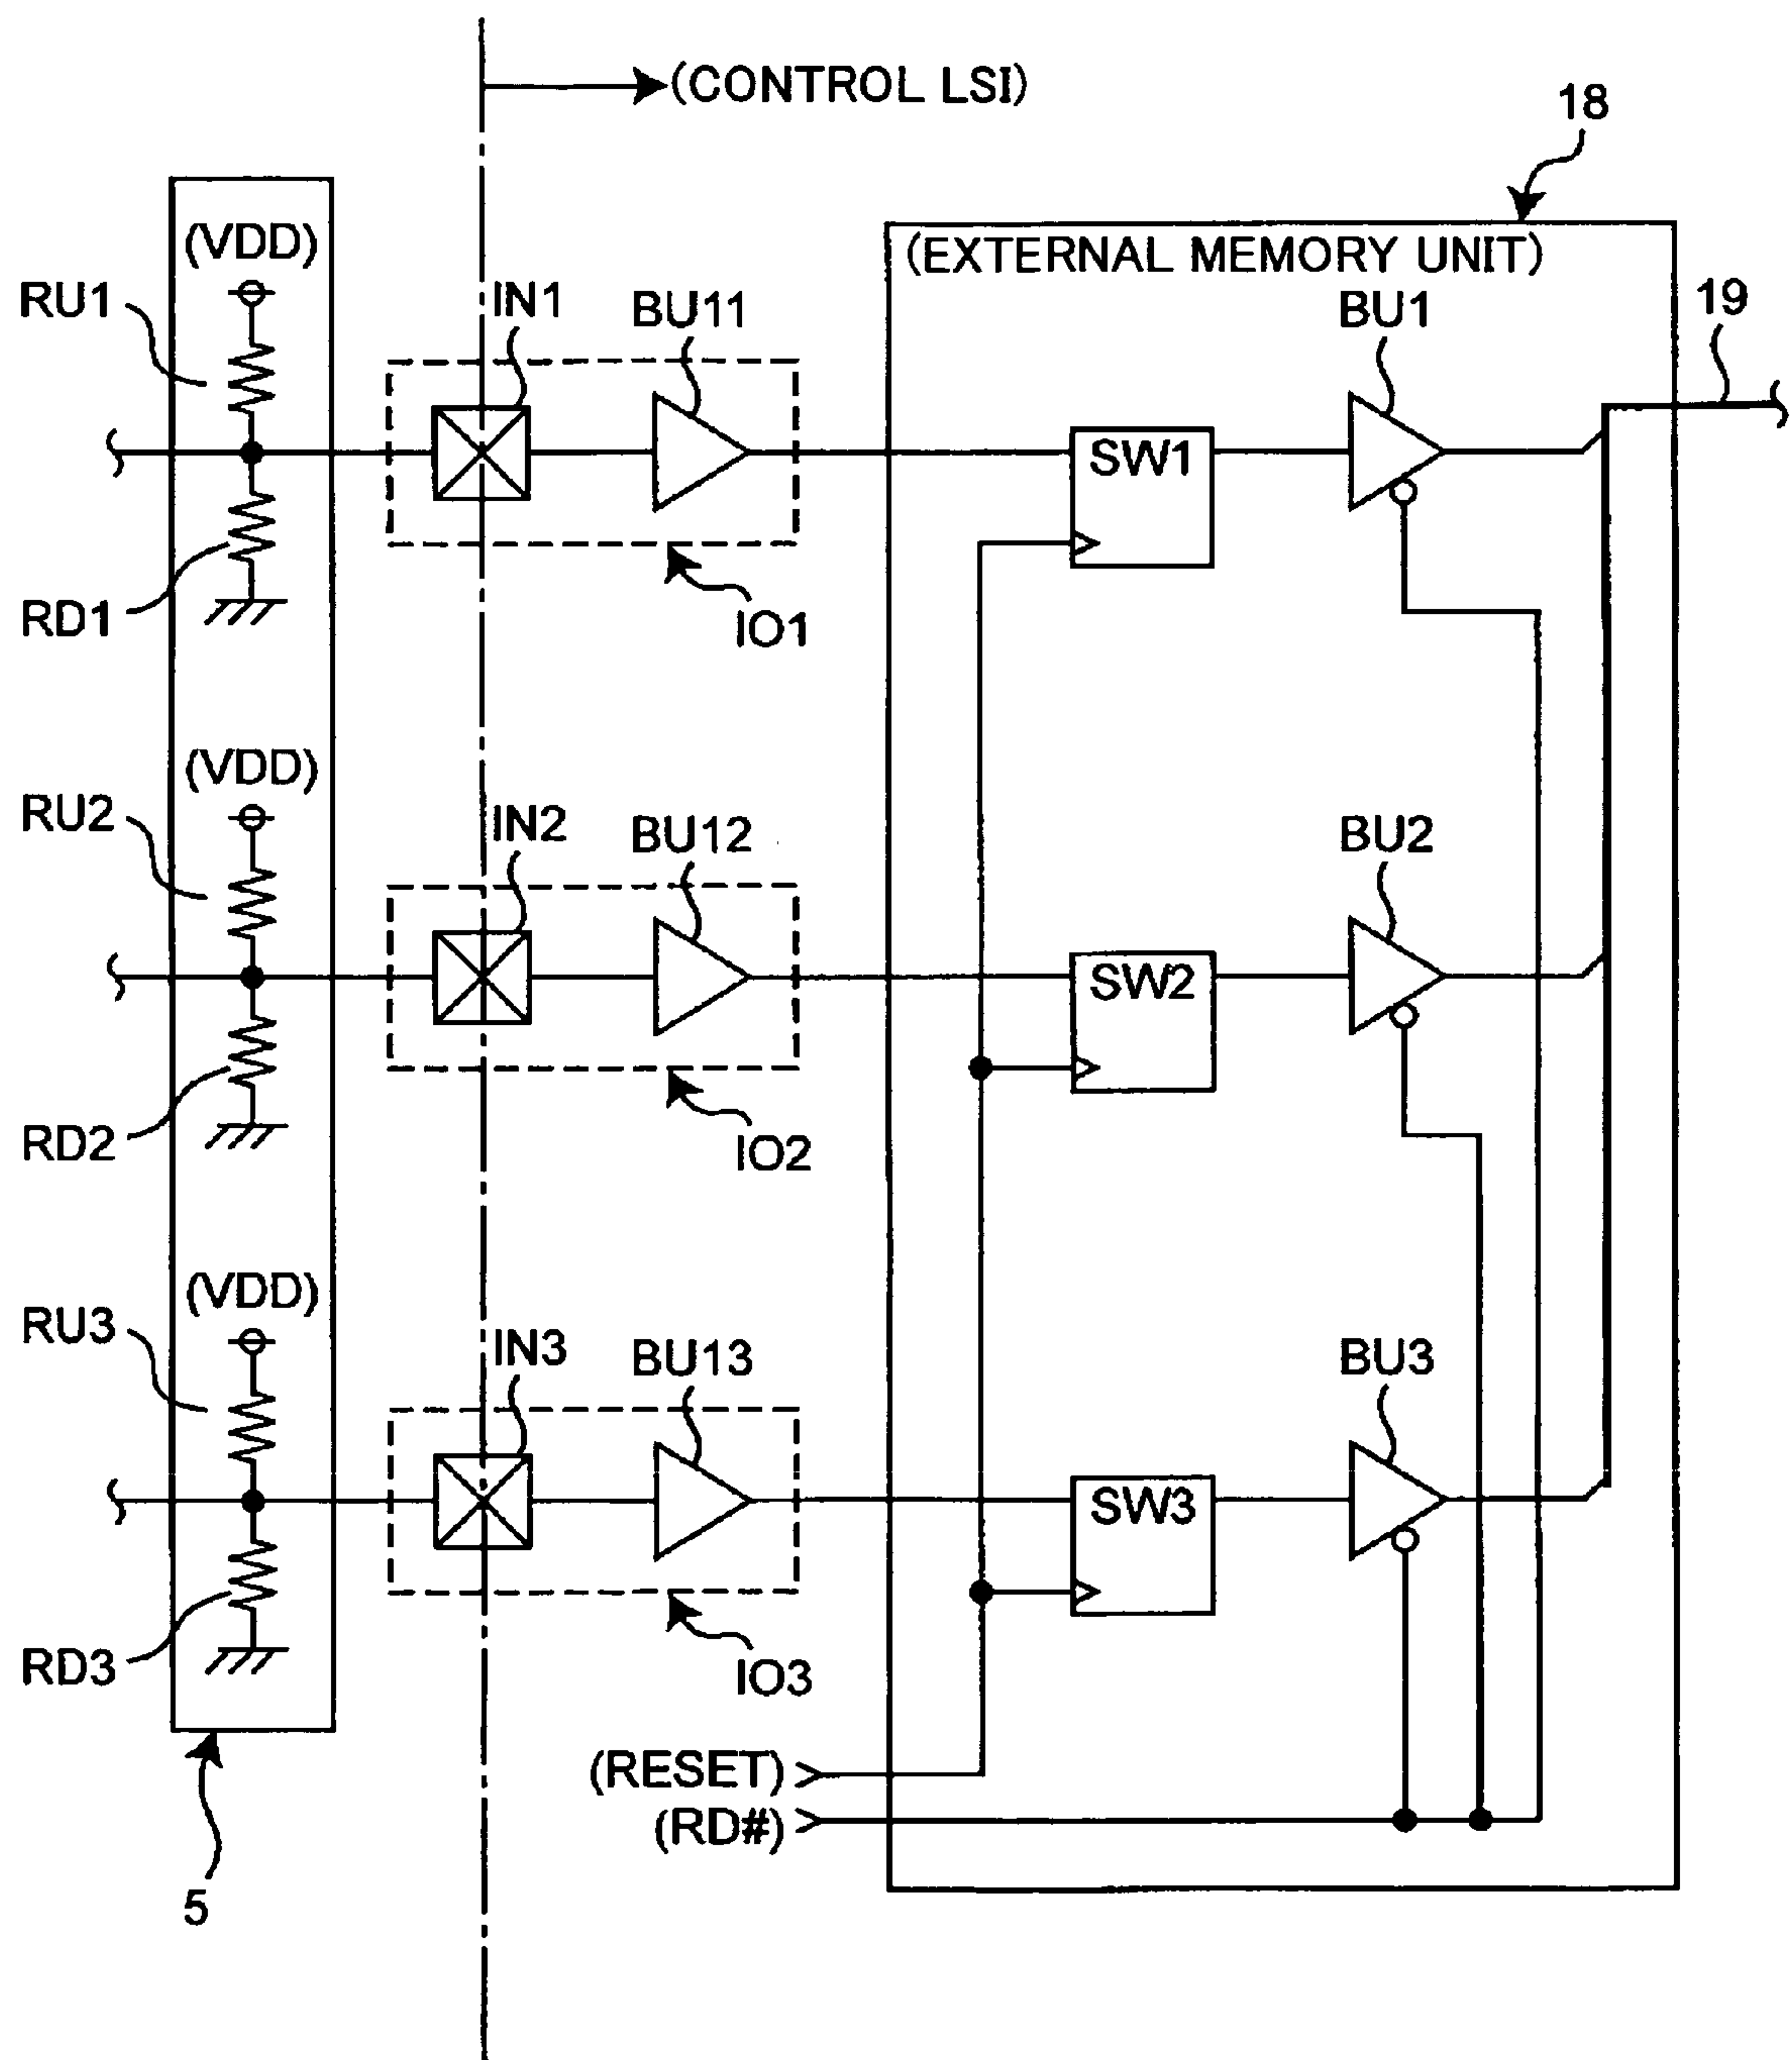 (CONTROL LSI)
18
(VDD)
(EXTERNAL MEMORY UNIT)
RU1
IN1
BU11
BU1
19
SW1
RD1
IO1
(VDD)
RU2
IN2
BU12
BU2
SW2
RD2
IO2
(VDD)
RU3
IN3
BU13
BU3
SW3
RD3
IO3
(RESET)
(RD#)
5